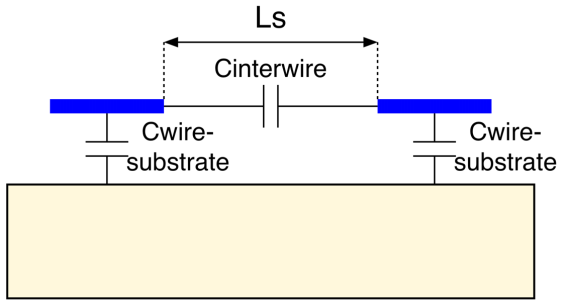 Ls
Cinterwire
Cwire-
substrate
Cwire-
substrate